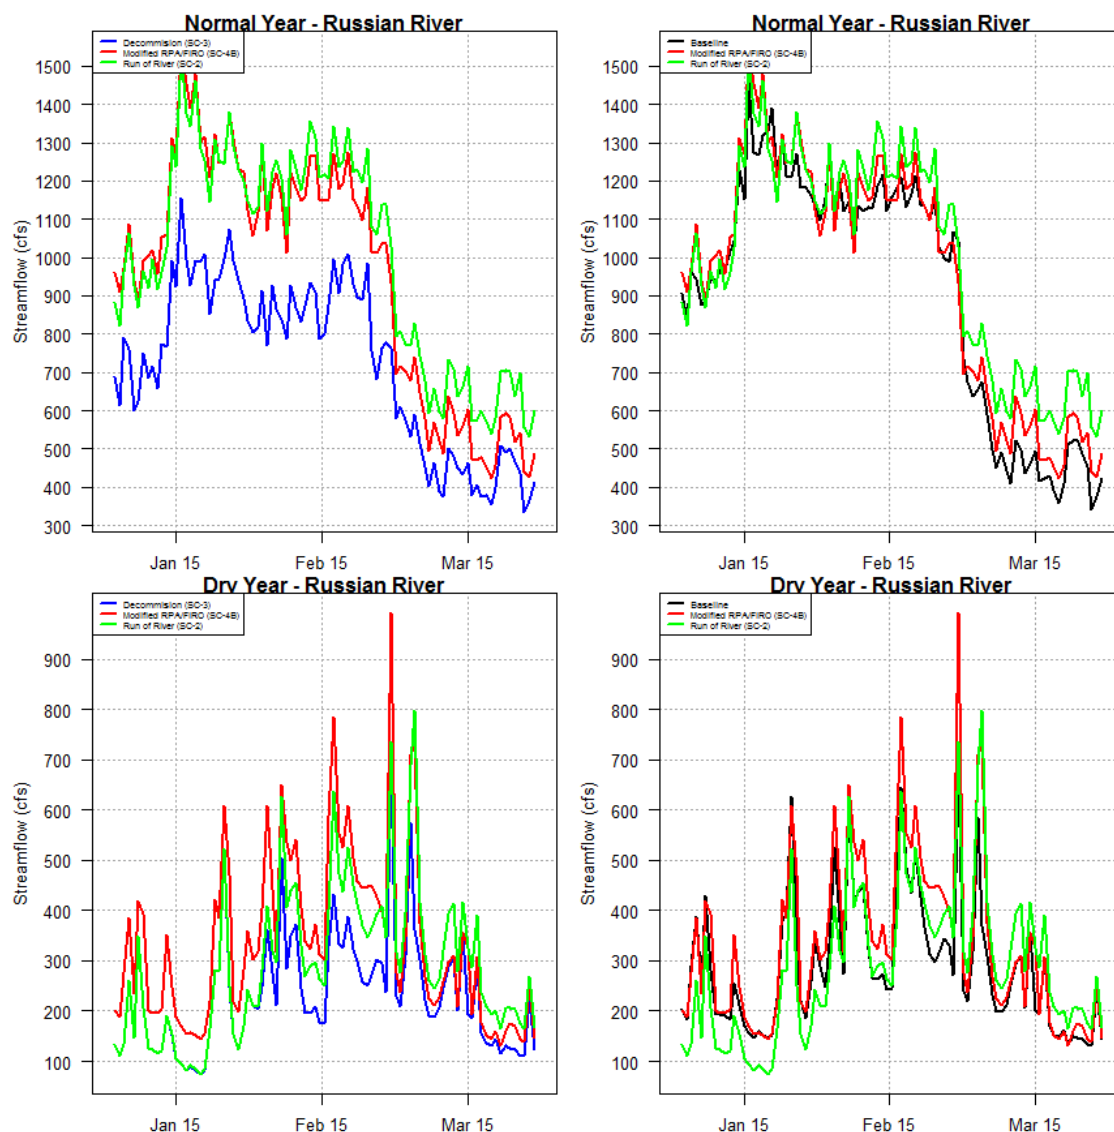 Normal Year - Russian River
Decommision (SC-3)
Modified RPA/FIRO (SC-4B)
Run of River (SC-2)
1500
1400
1300
1200
1100
1000
900
800
700
600
500
400
300
Streamflow (cfs)
Jan 15 Feb 15 Mar 15
Normal Year - Russian River
Baseline
Modified RPA/FIRO (SC-4B)
Run of River (SC-2)
1500
1400
1300
1200
1100
1000
900
800
700
600
500
400
300
Streamflow (cfs)
Jan 15 Feb 15 Mar 15
Dry Year - Russian River
Decommision (SC-3)
Modified RPA/FIRO (SC-4B)
Run of River (SC-2)
900
800
700
600
500
400
300
200
100
Streamflow (cfs)
Jan 15 Feb 15 Mar 15
Dry Year - Russian River
Baseline
Modified RPA/FIRO (SC-4B)
Run of River (SC-2)
900
800
700
600
500
400
300
200
100
Streamflow (cfs)
Jan 15 Feb 15 Mar 15